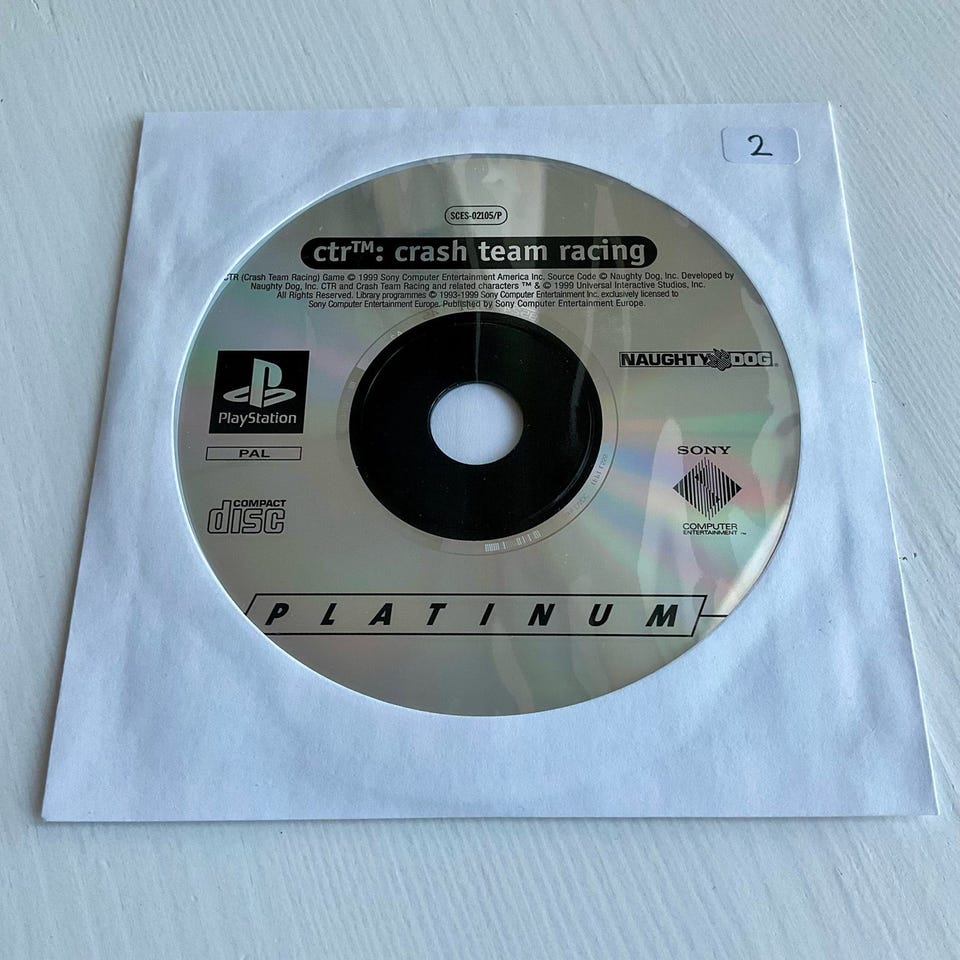 2
SCES-02105/P
ctr™: crash team racing
CTR (Crash Team Racing) Game © 1999 Sony Computer Entertainment America Inc. Source Code © Naughty Dog, Inc. Developed by
Naughty Dog, Inc. CTR and Crash Team Racing and related characters ™ & © 1999 Universal Interactive Studios, Inc.
All Rights Reserved. Library programmes © 1993-1999 Sony Computer Entertainment Inc. exclusively licensed to
Sony Computer Entertainment Europe. Published by Sony Computer Entertainment Europe.
NAUGHTY DOG®
PlayStation
PAL
SONY
COMPUTER
ENTERTAINMENT ™
COMPACT
disc
PLATINUM